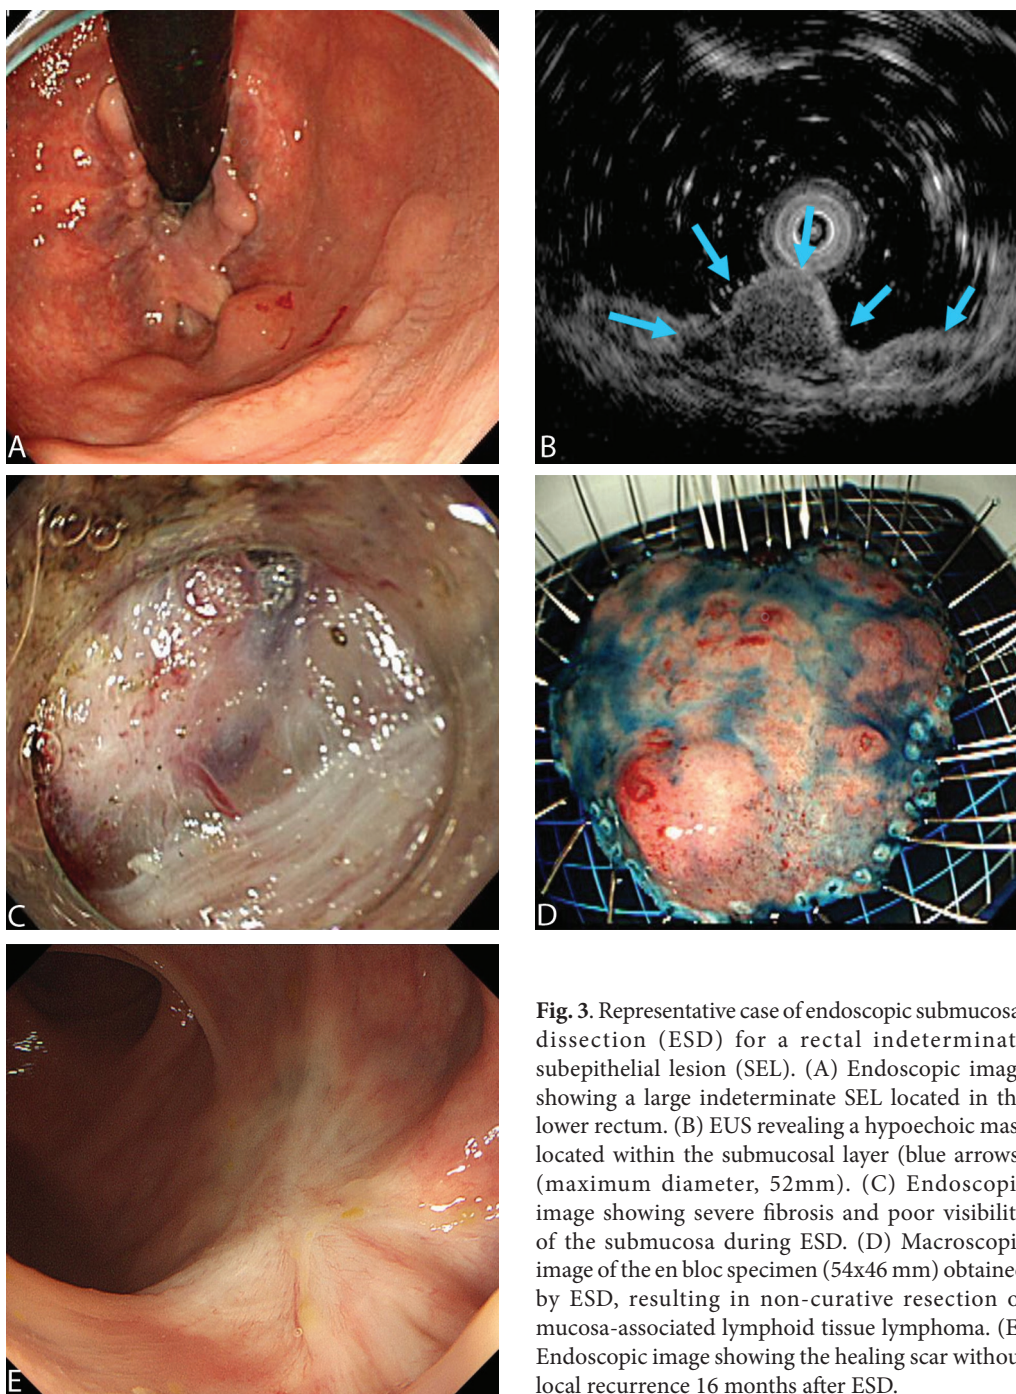 A
B
C
D
E
Fig. 3. Representative case of endoscopic submucosa
dissection (ESD) for a rectal indeterminat
subepithelial lesion (SEL). (A) Endoscopic imag
showing a large indeterminate SEL located in th
lower rectum. (B) EUS revealing a hypoechoic mas
located within the submucosal layer (blue arrows
(maximum diameter, 52mm). (C) Endoscopi
image showing severe fibrosis and poor visibilit
of the submucosa during ESD. (D) Macroscopi
image of the en bloc specimen (54x46 mm) obtained
by ESD, resulting in non-curative resection o
mucosa-associated lymphoid tissue lymphoma. (E
Endoscopic image showing the healing scar withou
local recurrence 16 months after ESD.